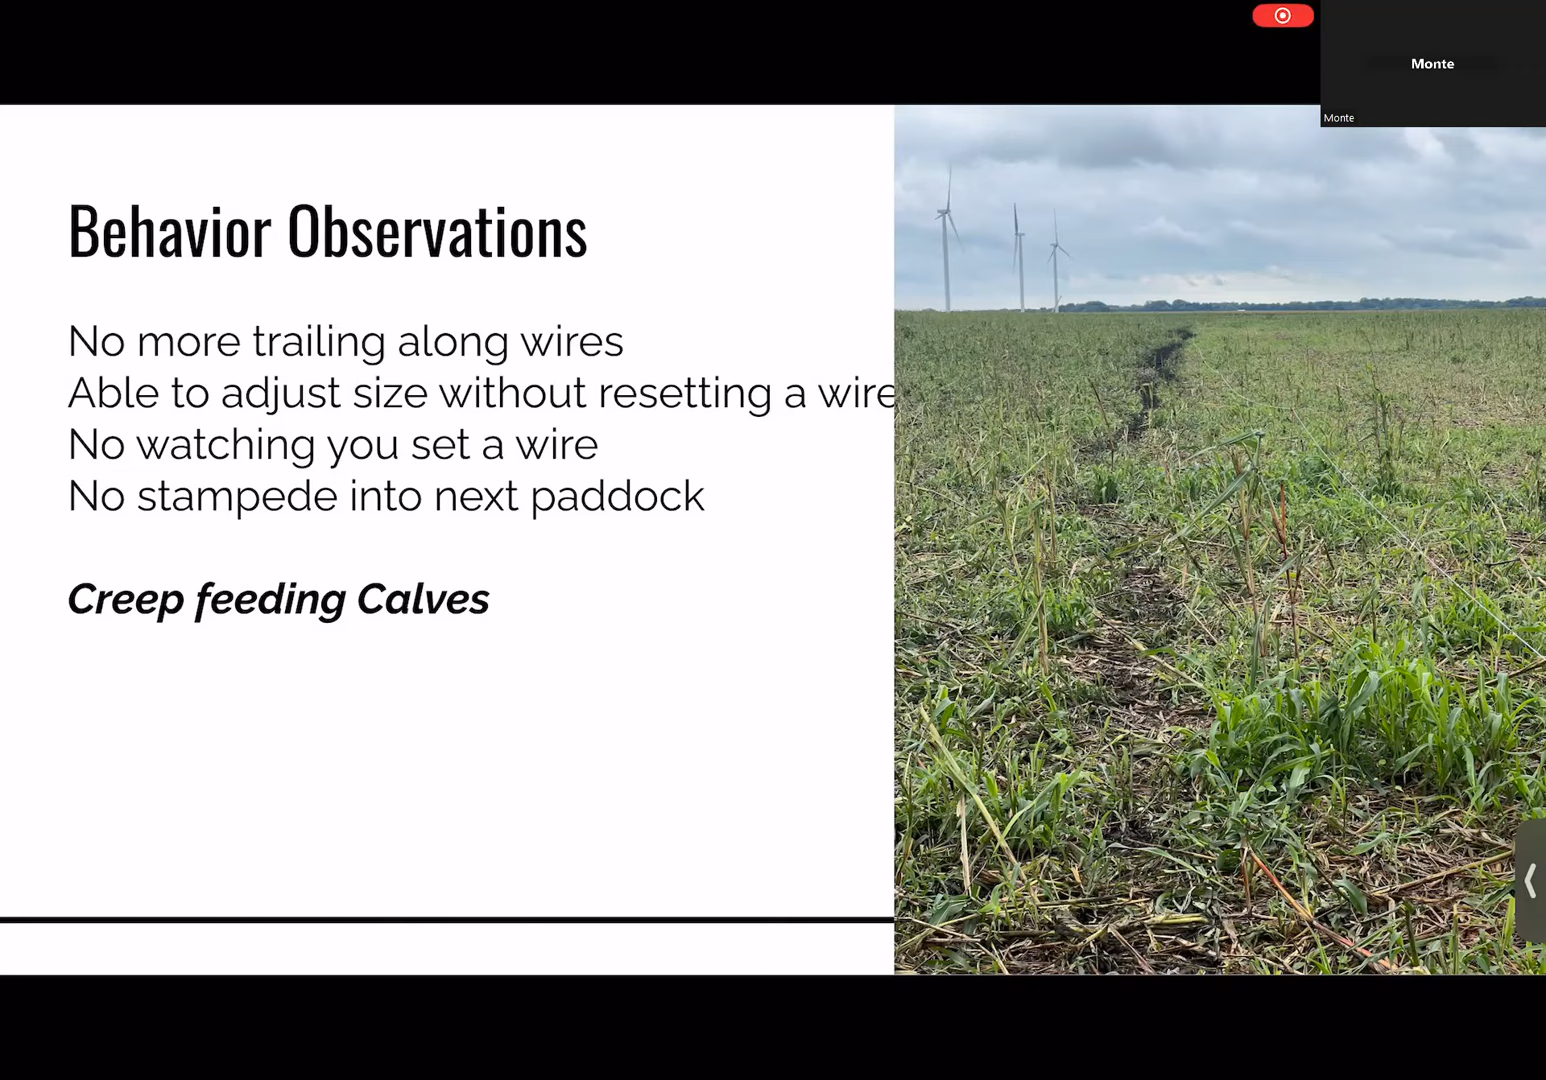 Monte
Monte
Behavior Observations
No more trailing along wires
Able to adjust size without resetting a wire
No watching you set a wire
No stampede into next paddock
Creep feeding Calves